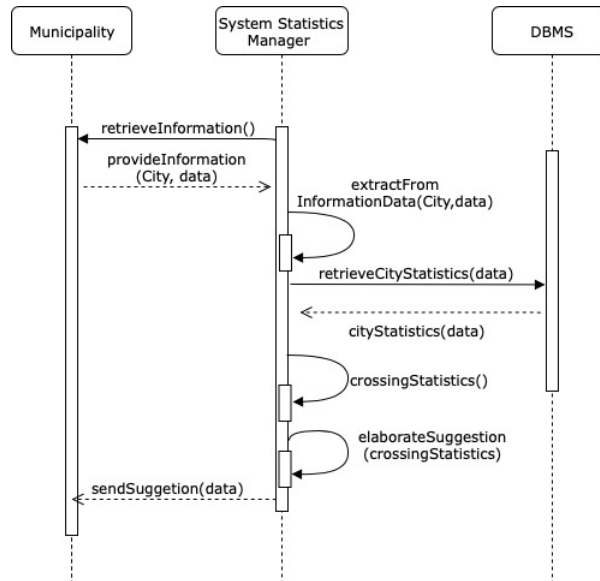 Municipality
System Statistics
Manager
DBMS
retrieveInformation()
provideInformation
(City, data)
extractFrom
InformationData(City,data)
retrieveCityStatistics(data)
cityStatistics(data)
crossingStatistics()
elaborateSuggestion
(crossingStatistics)
sendSuggetion(data)